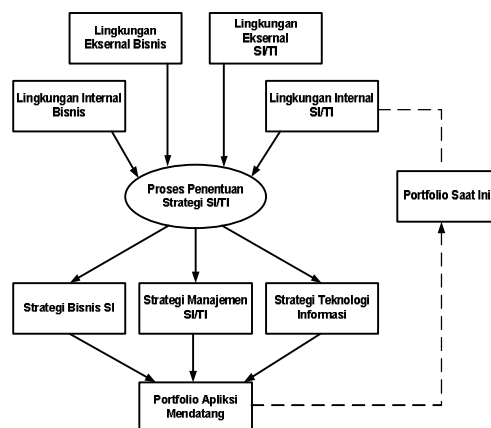 Lingkungan
Eksernal Bisnis
Lingkungan
Eksernal
SI/TI
Lingkungan Internal
Bisnis
Lingkungan Internal
SI/TI
Proses Penentuan
Strategi SI/TI
Portfolio Saat Ini
Strategi Bisnis SI
Strategi Manajemen
SI/TI
Strategi Teknologi
Informasi
Portfolio Apliksi
Mendatang